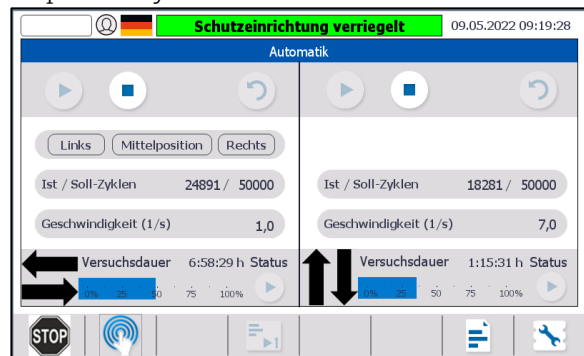 Schutzeinrichtung verriegelt 09.05.2022 09:19:28
Automatik
Links Mittelposition Rechts
Ist / Soll-Zyklen 24891 / 50000
Geschwindigkeit (1/s) 1,0
Versuchsdauer 6:58:29 h Status
0% 25 50 75 100%
Ist / Soll-Zyklen 18281 / 50000
Geschwindigkeit (1/s) 7,0
Versuchsdauer 1:15:31 h Status
0% 25 50 75 100%
STOP
1